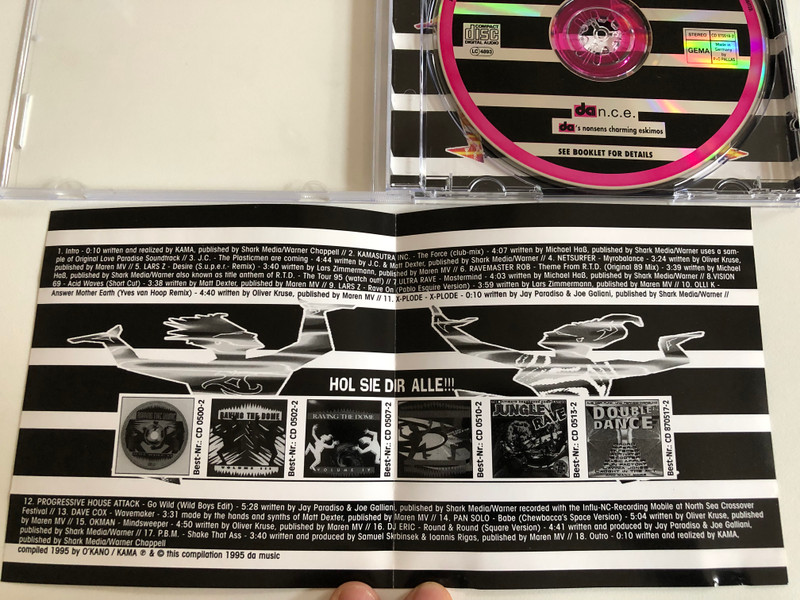 COMPACT
disc
DIGITAL AUDIO
LC 4893
STEREO
GEMA
Made in
Germany
by
dan.c.e.
da's nonsens charming eskimos
SEE BOOKLET FOR DETAILS
1. Intro - 0:10 written and realized by KAMA, published by Shark Media/Warner Chappell // 2. KAMASUTRA INC. - The Force (club-mix) - 4:07 written by Michael Haß, published by Shark Media/Warner uses a sam-
ple of Original Love Paradise Soundtrack // 3. J.C. - The Plasticmen are coming - 4:44 written by J.C. & Matt Dexter, published by Shark Media/Warner // 4. NETSURFER - Myrobalance - 3:24 written by Oliver Kruse,
published by Maren MV // 5. LARS Z - Desire (S.u.p.e.r.- Remix) - 3:40 written by Lars Zimmermann, published by Maren MV // 6. RAVEMASTER ROB - Theme From R.T.D. (Original 89 Mix) - 3:39 written by Michael
Haß, published by Shark Media/Warner also known as title anthem of R.T.D. - The Tour 95 (watch out!) // 7 ULTRA RAVE - Mastermind - 4:03 written by Michael Haß, published by Shark Media/Warner // 8.VISION
69 - Acid Waves (Short Cut) - 3:38 written by Matt Dexter, published by Maren MV // 9. LARS Z - Rave On (Pablo Esquire Version) - 3:59 written by Lars Zimmermann, published by Maren MV // 10. OLLI K -
Answer Mother Earth (Yves van Hoop Remix) - 4:40 written by Oliver Kruse, published by Maren MV // 11. X-PLODE - X-PLODE - 0:10 written by Jay Paradiso & Joe Galiani, published by Shark Media/Warner //
HOL SIE DIR ALLE!!!
Best-Nr.: CD 0500-2
RAVING THE DOME
Best-Nr.: CD 0502-2
RAVING THE DOME
VOLUME IV
Best-Nr.: CD 0507-2
Best-Nr.: CD 0510-2
JUNGLE
RAVE
Best-Nr.: CD 0513-2
DOUBLE
DANCE
Best-Nr.: CD 870517-2
12. PROGRESSIVE HOUSE ATTACK - Go Wild (Wild Boys Edit) - 5:28 written by Jay Paradiso & Joe Galiani, published by Shark Media/Warner recorded with the Influ-NC-Recording Mobile at North Sea Crossover
Festival // 13. DAVE COX - Wavemaker - 3:31 made by the hands and synths of Matt Dexter, published by Maren MV // 14. PAN SOLO - Babe (Chewbacca's Space Version) - 5:04 written by Oliver Kruse, published
by Maren MV // 15. OKMAN - Mindsweeper - 4:50 written by Oliver Kruse, published by Maren MV // 16. DJ ERIC - Round & Round (Square Version) - 4:41 written and produced by Jay Paradiso & Joe Galliani,
published by Shark Media/Warner // 17. P.B.M. - Shake That Ass - 3:40 written and produced by Samuel Skrbinsek & Ioannis Rigas, published by Maren MV // 18. Outro - 0:10 written and realized by KAMA,
published by Shark Media/Warner Chappell
compiled 1995 by O'KANO / KAMA ℗ & © this compilation 1995 da music